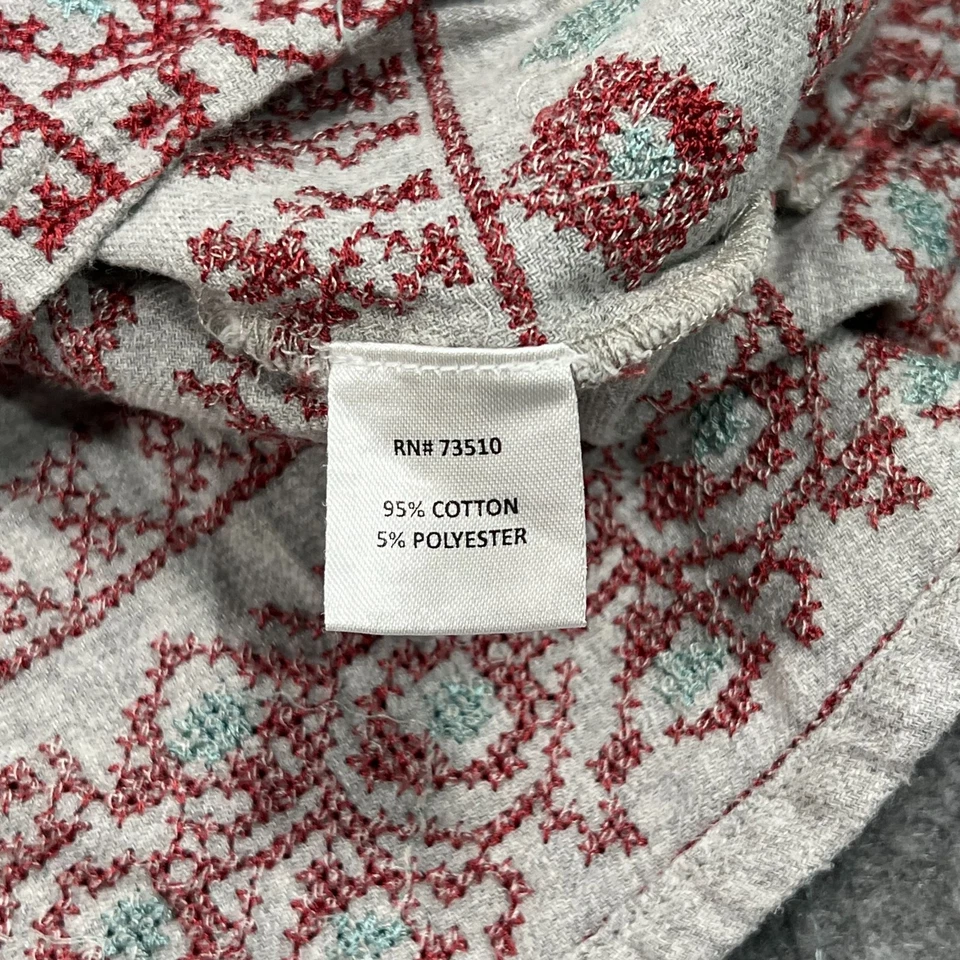 RN# 73510
95% COTTON
5% POLYESTER